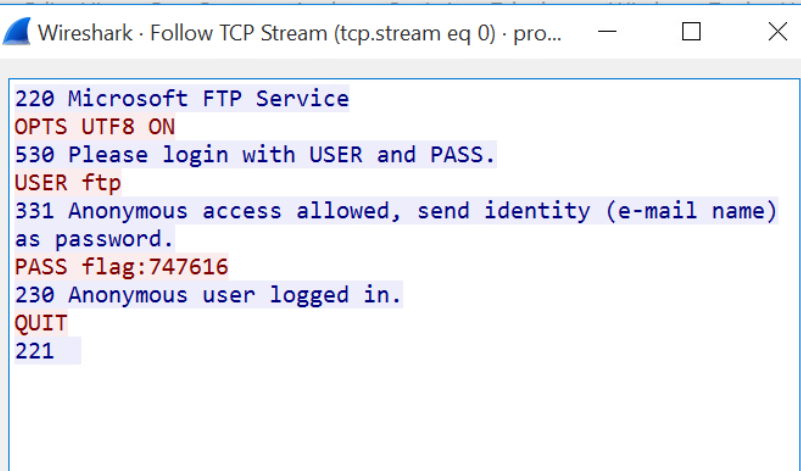 Wireshark · Follow TCP Stream (tcp.stream eq 0) · pro...
220 Microsoft FTP Service
OPTS UTF8 ON
530 Please login with USER and PASS.
USER ftp
331 Anonymous access allowed, send identity (e-mail name)
as password.
PASS flag:747616
230 Anonymous user logged in.
QUIT
221